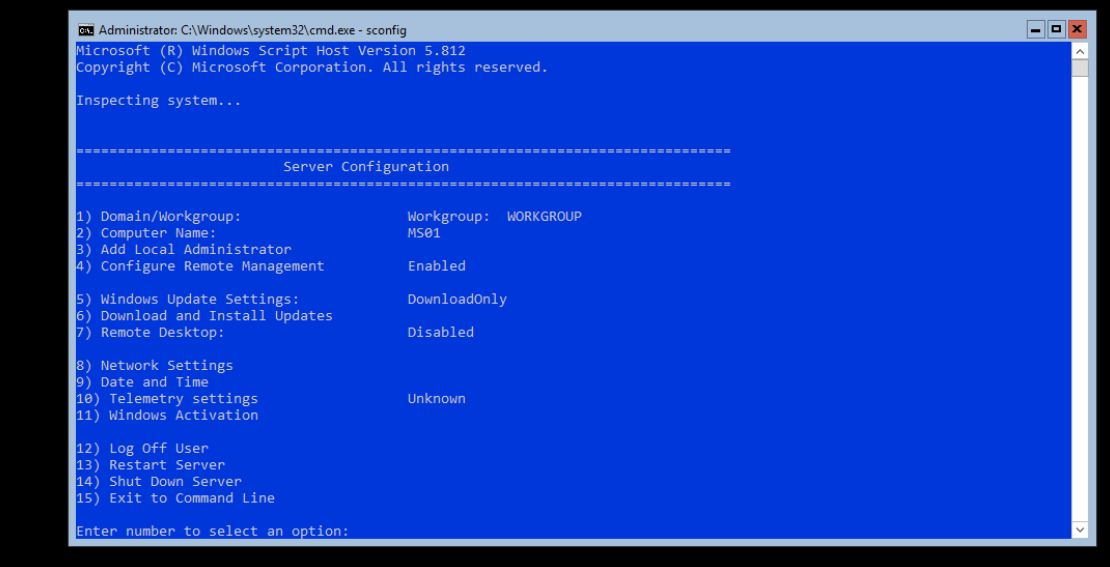 Administrator: C:\Windows\system32\cmd.exe - sconfig
Microsoft (R) Windows Script Host Version 5.812
Copyright (C) Microsoft Corporation. All rights reserved.
Inspecting system...
===============================================================================
Server Configuration
===============================================================================
1) Domain/Workgroup: Workgroup: WORKGROUP
2) Computer Name: MS01
3) Add Local Administrator
4) Configure Remote Management Enabled
5) Windows Update Settings: DownloadOnly
6) Download and Install Updates
7) Remote Desktop: Disabled
8) Network Settings
9) Date and Time
10) Telemetry settings Unknown
11) Windows Activation
12) Log Off User
13) Restart Server
14) Shut Down Server
15) Exit to Command Line
Enter number to select an option: